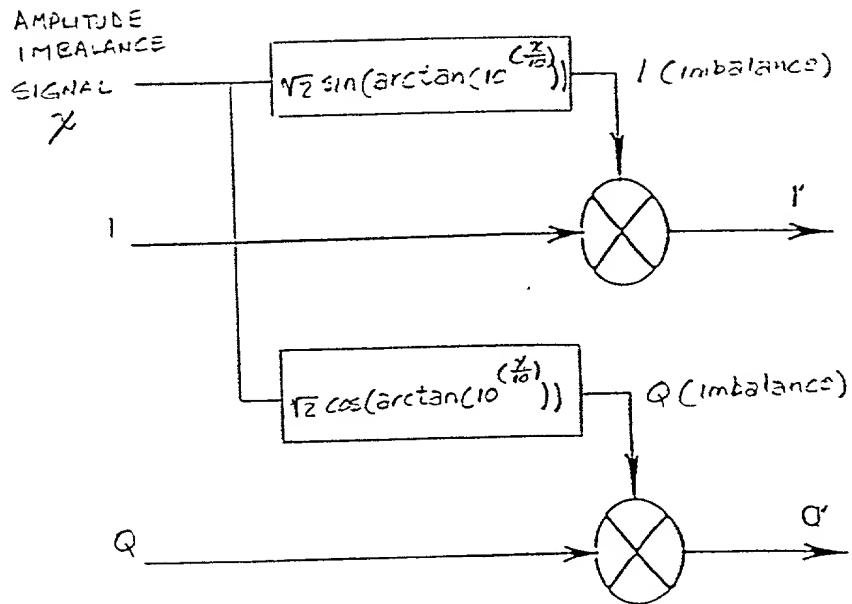 AMPLITUDE
IMBALANCE
SIGNAL
χ
√2 sin(arctan(10^(χ/10)))
I (imbalance)
I
I'
√2 cos(arctan(10^(χ/10)))
Q (imbalance)
Q
Q'